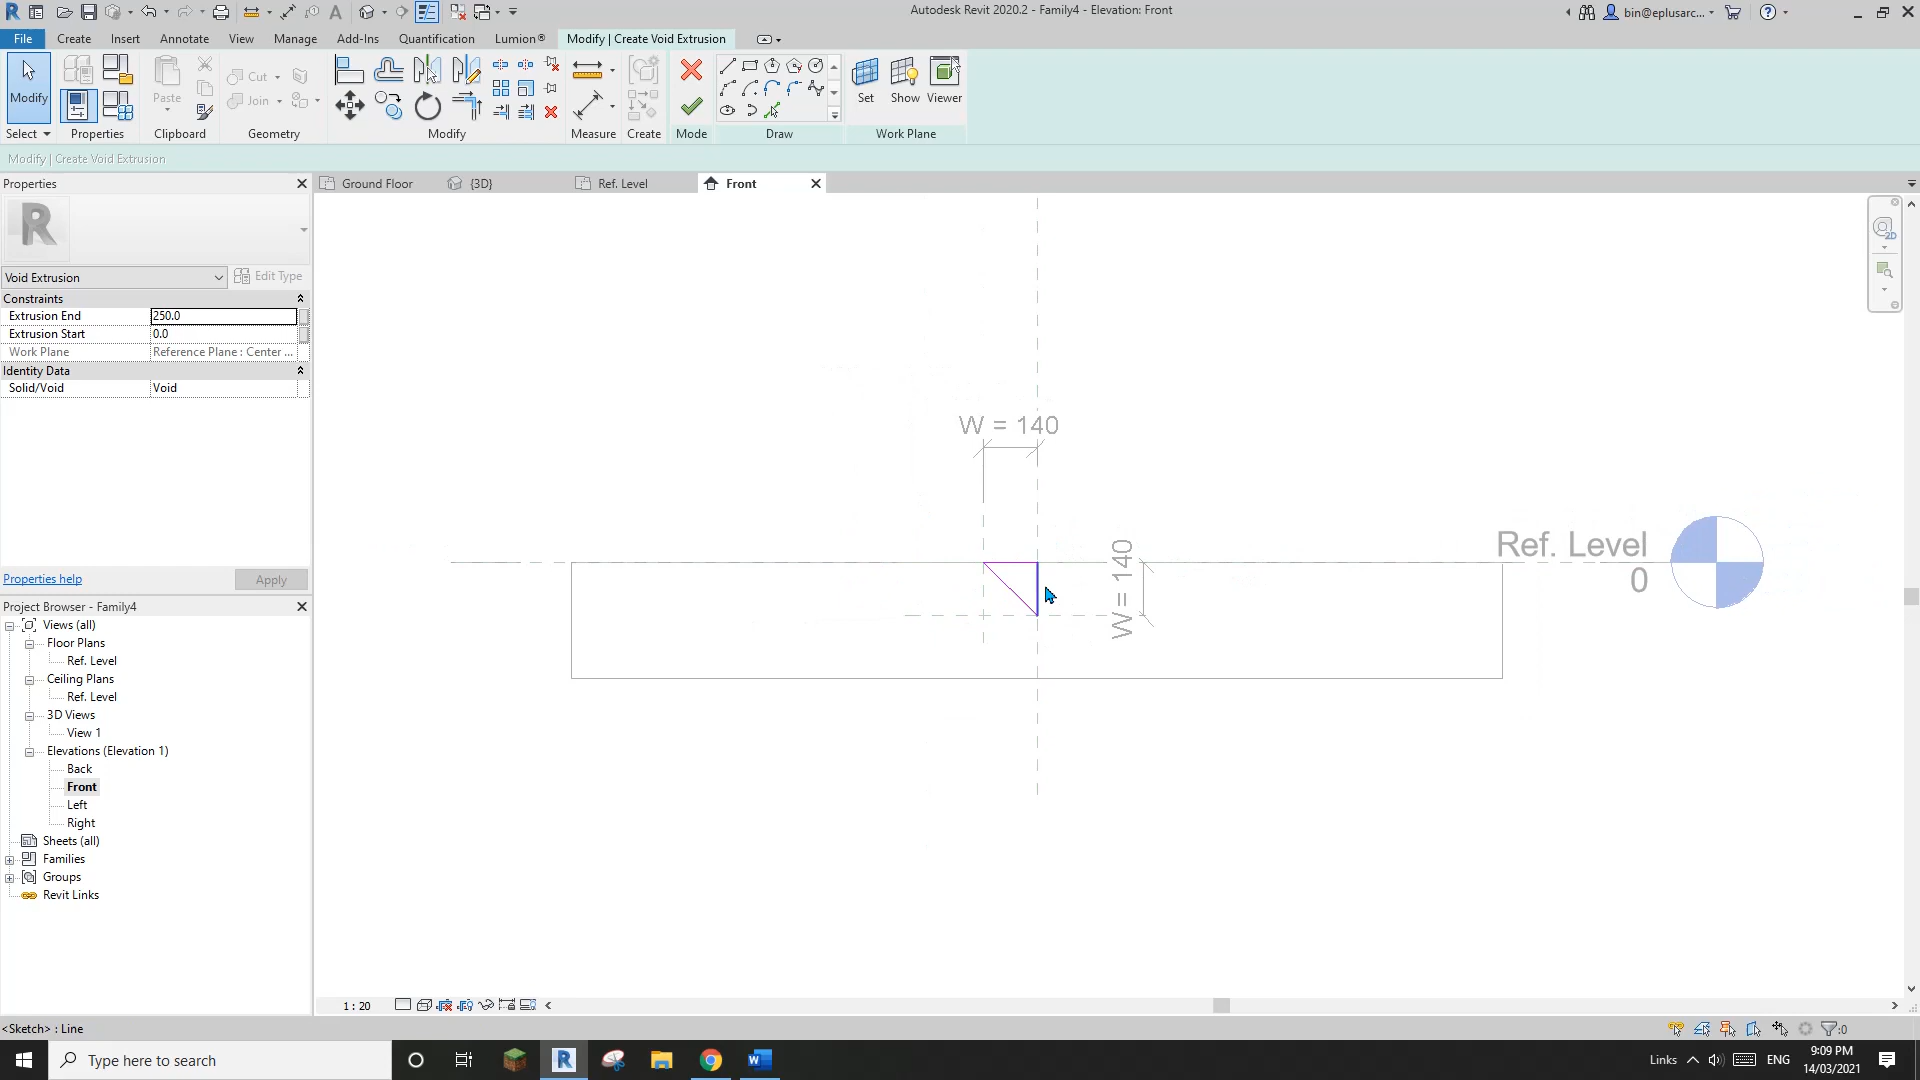 Autodesk Revit 2020.2 - Family4 - Elevation: Front
bin@eplusarc...
File Create Insert Annotate View Manage Add-Ins Quantification Lumion® Modify | Create Void Extrusion
Modify
Paste
Cut
Join
Set Show Viewer
Select Properties Clipboard Geometry Modify Measure Create Mode Draw Work Plane
Modify | Create Void Extrusion
Properties
Ground Floor {3D} Ref. Level Front
Void Extrusion Edit Type
Constraints
Extrusion End 250.0
Extrusion Start 0.0
Work Plane Reference Plane : Center ...
Identity Data
Solid/Void Void
Properties help Apply
Project Browser - Family4
Views (all)
Floor Plans
Ref. Level
Ceiling Plans
Ref. Level
3D Views
View 1
Elevations (Elevation 1)
Back
Front
Left
Right
Sheets (all)
Families
Groups
Revit Links
2D
W = 140
W = 140
Ref. Level
0
1 : 20
<Sketch> : Line
:0
Type here to search
Links
ENG
9:09 PM
14/03/2021